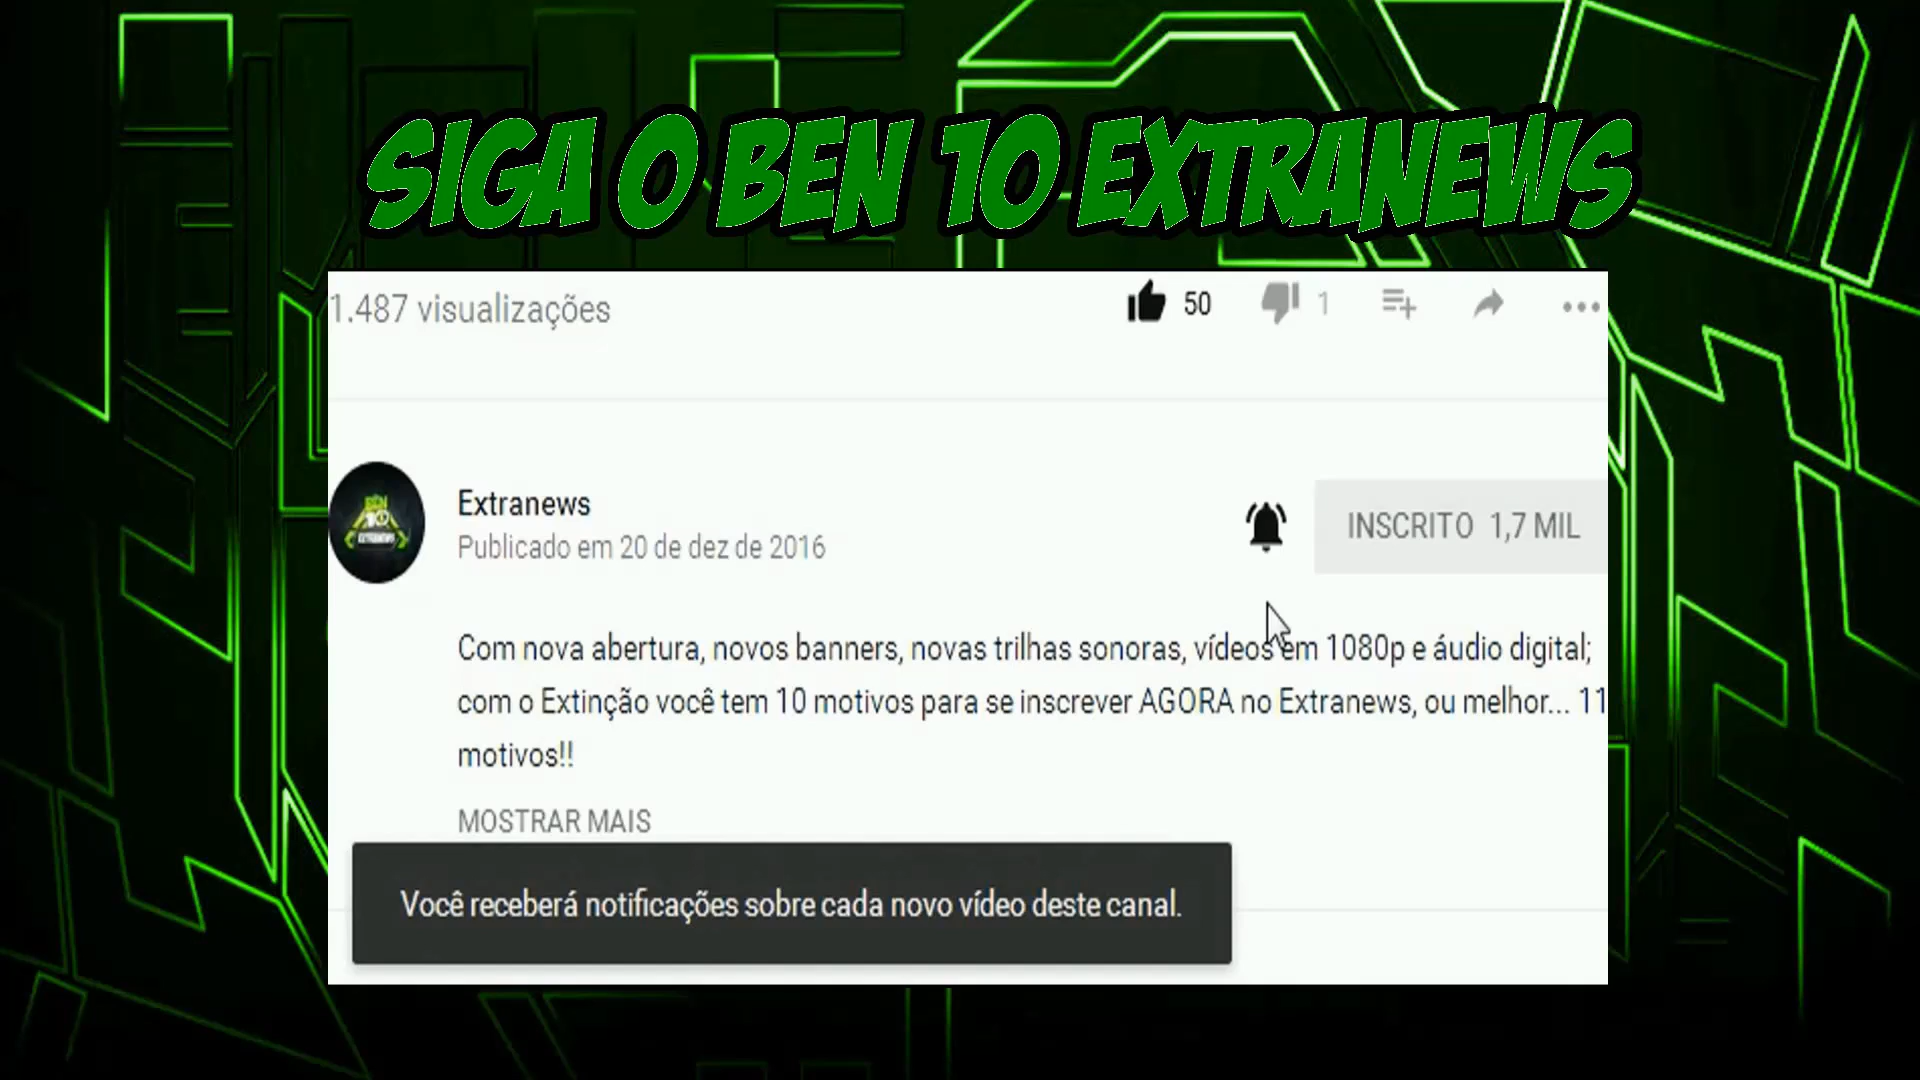 SIGA O BEN 10 EXTRANEWS
1.487 visualizações
50
1
BEN
10
EXTRANEWS
Extranews
Publicado em 20 de dez de 2016
INSCRITO 1,7 MIL
Com nova abertura, novos banners, novas trilhas sonoras, vídeos em 1080p e áudio digital;
com o Extinção você tem 10 motivos para se inscrever AGORA no Extranews, ou melhor... 11
motivos!!
MOSTRAR MAIS
Você receberá notificações sobre cada novo vídeo deste canal.